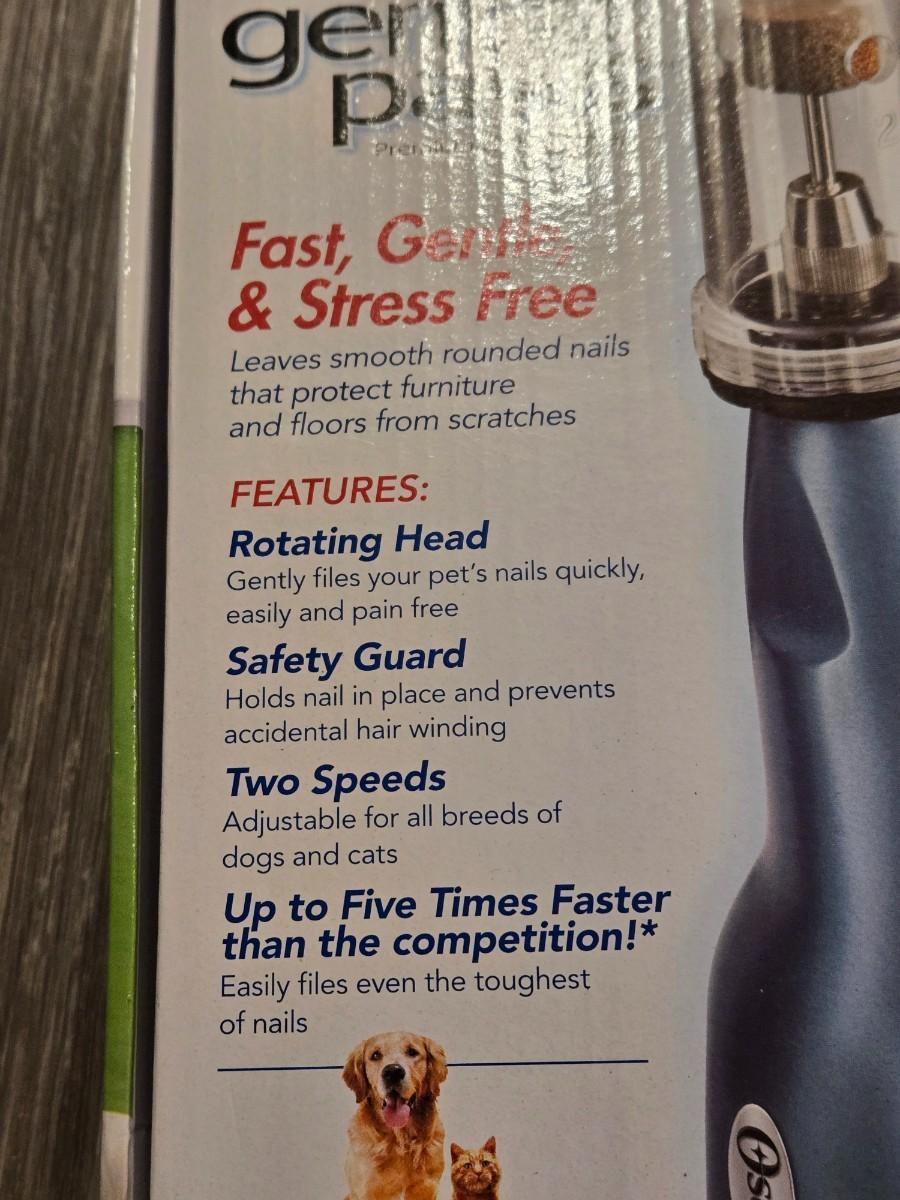 Fast, Gentle,
& Stress Free
Leaves smooth rounded nails
that protect furniture
and floors from scratches
FEATURES:
Rotating Head
Gently files your pet's nails quickly,
easily and pain free
Safety Guard
Holds nail in place and prevents
accidental hair winding
Two Speeds
Adjustable for all breeds of
dogs and cats
Up to Five Times Faster
than the competition!*
Easily files even the toughest
of nails